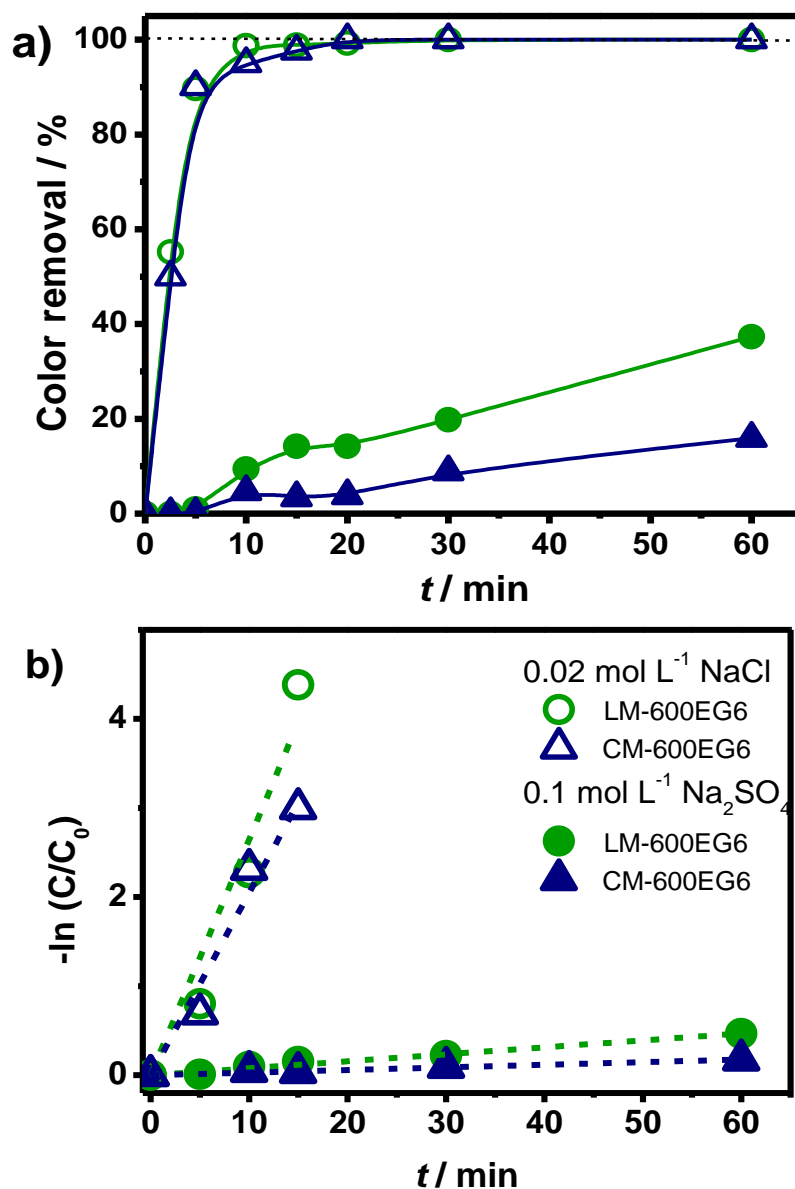 a)
Color removal / %
100
80
60
40
20
0
0 10 20 30 40 50 60
t / min
b)
-ln (C/C₀)
4
2
0
0.02 mol L⁻¹ NaCl
LM-600EG6
CM-600EG6
0.1 mol L⁻¹ Na₂SO₄
LM-600EG6
CM-600EG6
0 10 20 30 40 50 60
t / min